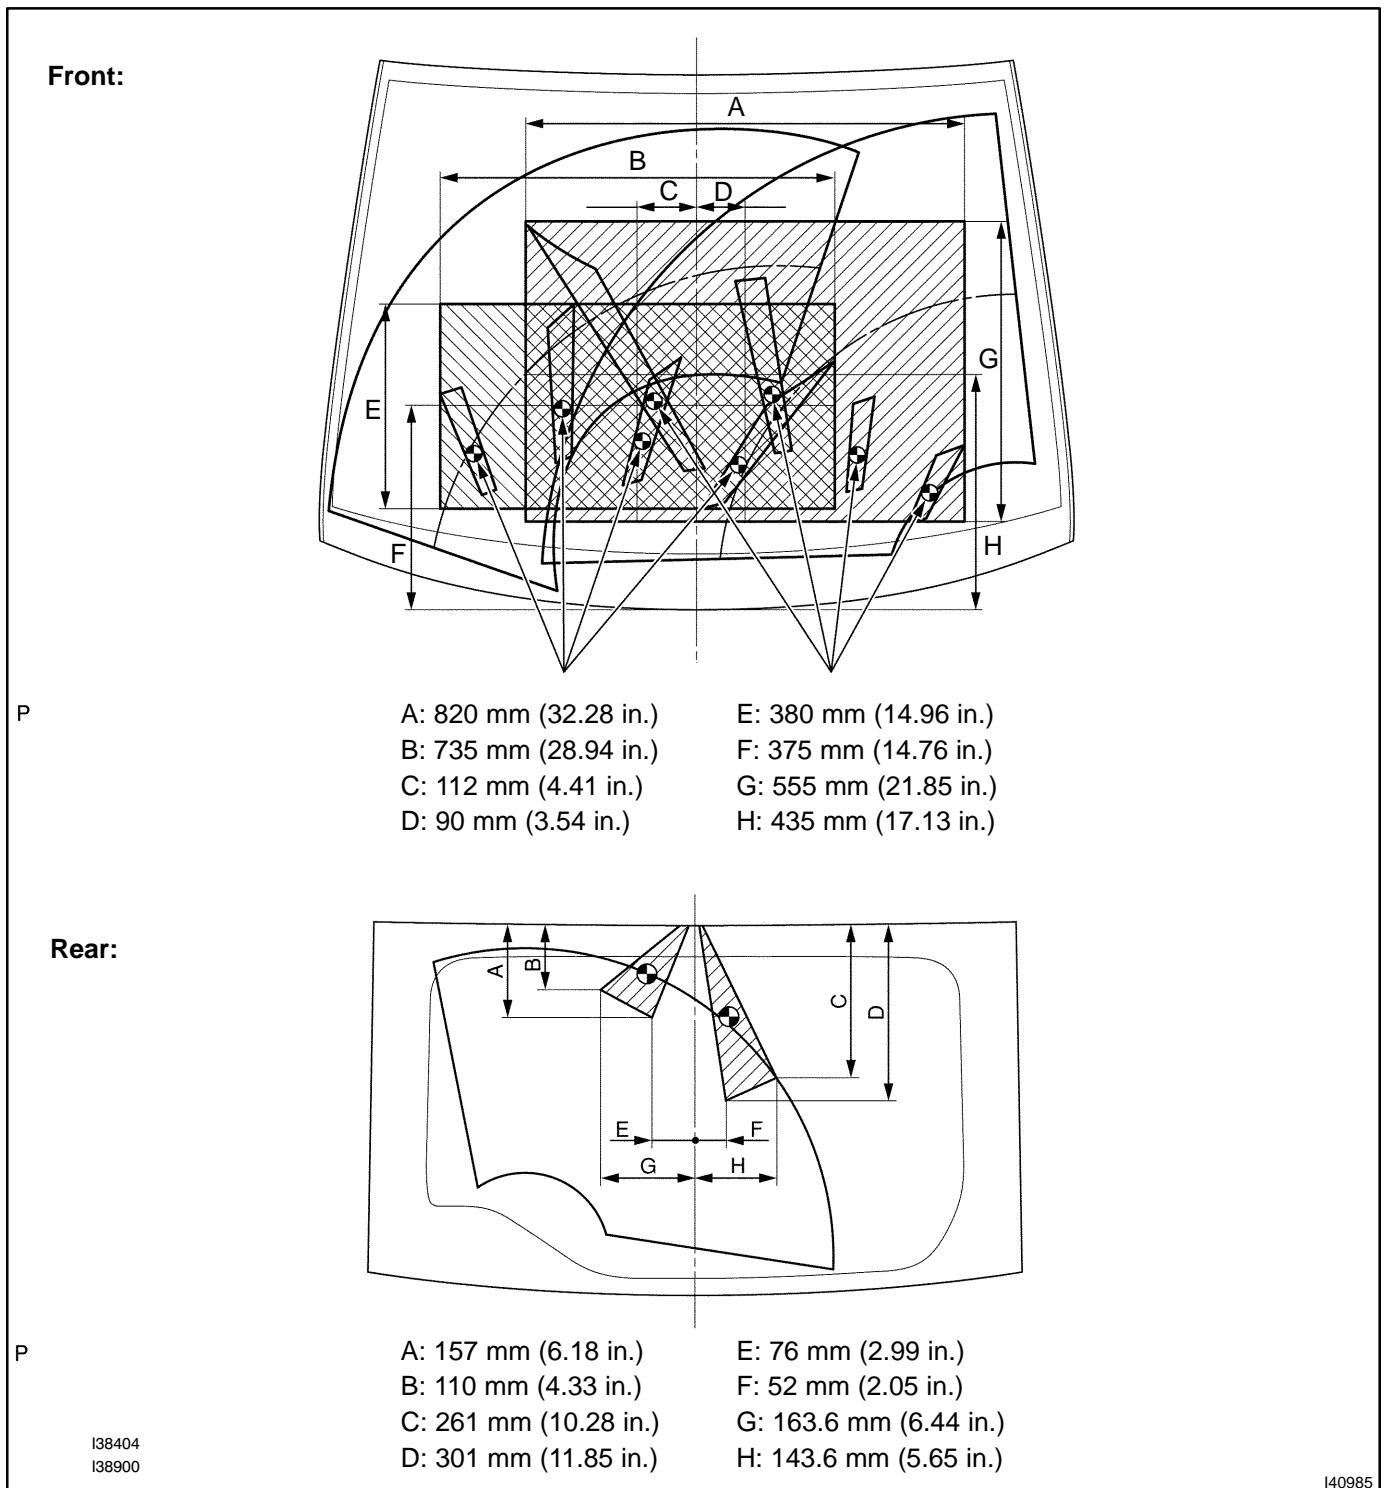 Front:
A
B
C D
G
E
F
H
P
A: 820 mm (32.28 in.) E: 380 mm (14.96 in.)
B: 735 mm (28.94 in.) F: 375 mm (14.76 in.)
C: 112 mm (4.41 in.) G: 555 mm (21.85 in.)
D: 90 mm (3.54 in.) H: 435 mm (17.13 in.)
Rear:
A B C D
E F
G H
P
A: 157 mm (6.18 in.) E: 76 mm (2.99 in.)
B: 110 mm (4.33 in.) F: 52 mm (2.05 in.)
C: 261 mm (10.28 in.) G: 163.6 mm (6.44 in.)
D: 301 mm (11.85 in.) H: 143.6 mm (5.65 in.)
I38404
I38900
I40985